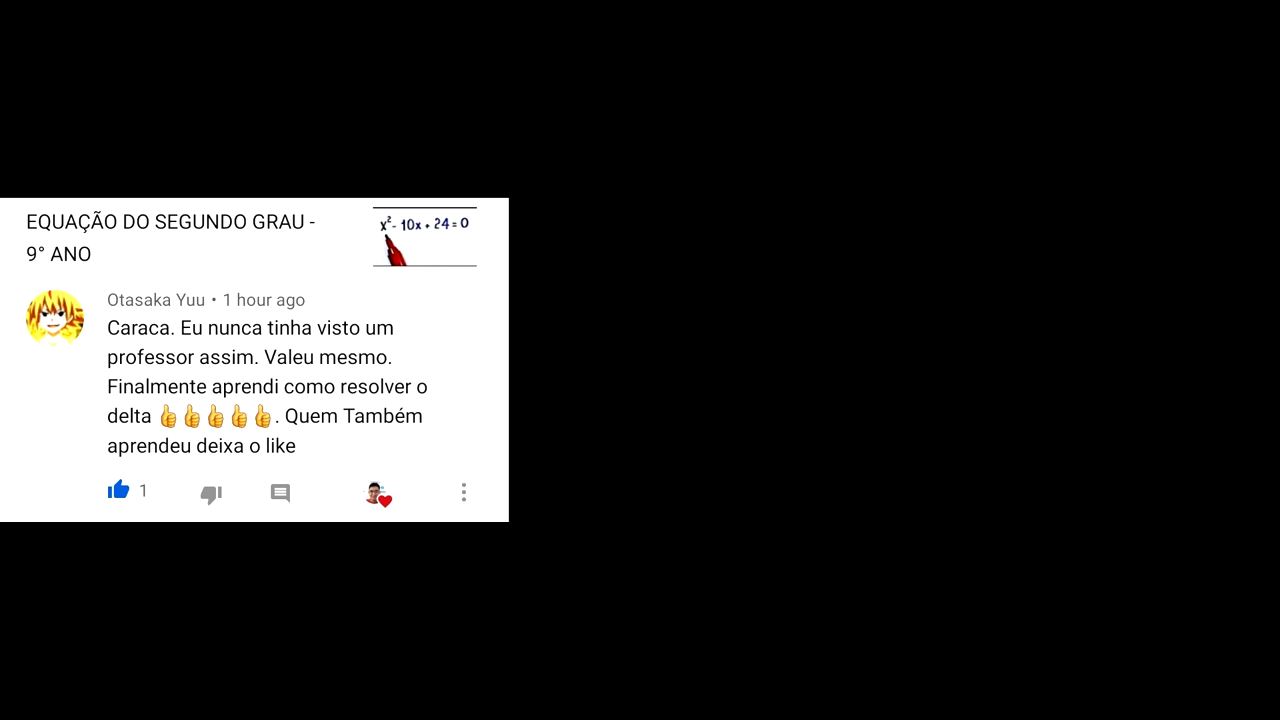 EQUAÇÃO DO SEGUNDO GRAU -
9° ANO
x² - 10x + 24 = 0
Otasaka Yuu • 1 hour ago
Caraca. Eu nunca tinha visto um
professor assim. Valeu mesmo.
Finalmente aprendi como resolver o
delta 👍👍👍👍👍. Quem Também
aprendeu deixa o like
1